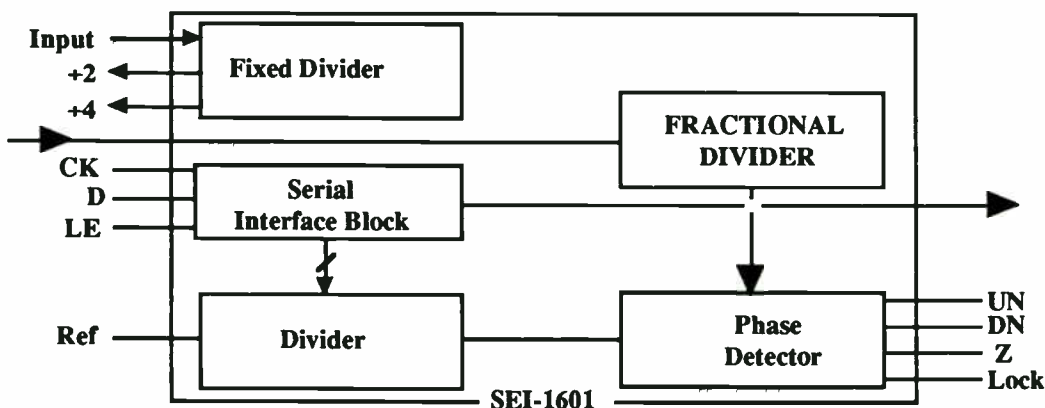 Input
+2
+4
Fixed Divider
FRACTIONAL
DIVIDER
CK
D
LE
Serial
Interface Block
Ref
Divider
Phase
Detector
UN
DN
Z
Lock
SEI-1601